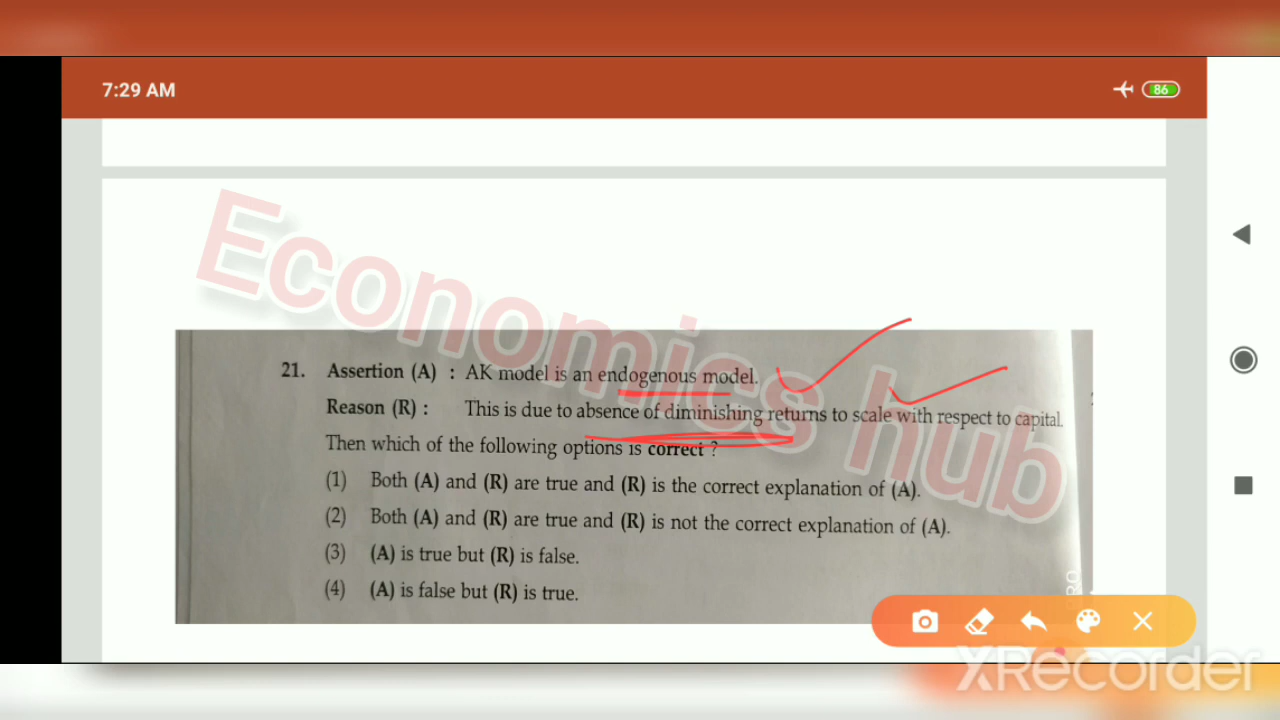 7:29 AM
86
Economics hub
21. Assertion (A) : AK model is an endogenous model.
Reason (R) : This is due to absence of diminishing returns to scale with respect to capital.
Then which of the following options is correct ?
(1) Both (A) and (R) are true and (R) is the correct explanation of (A).
(2) Both (A) and (R) are true and (R) is not the correct explanation of (A).
(3) (A) is true but (R) is false.
(4) (A) is false but (R) is true.
XRecorder